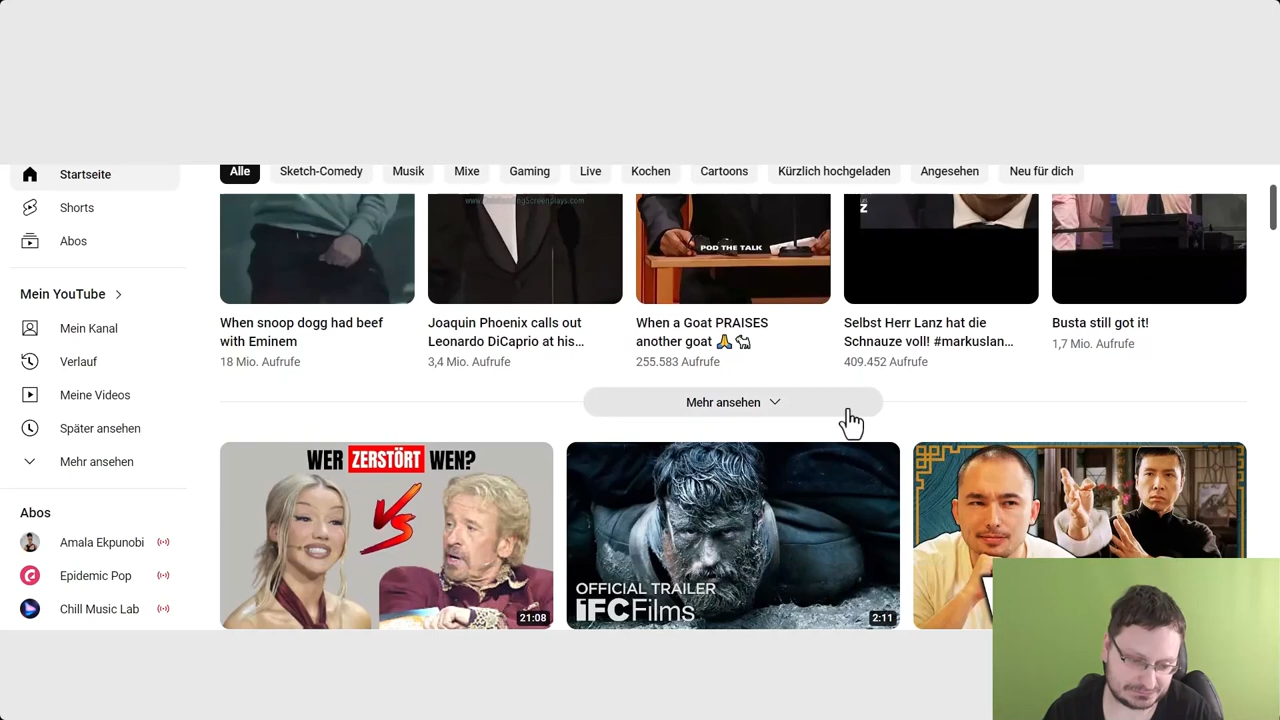 Alle
Sketch-Comedy
Musik
Mixe
Gaming
Live
Kochen
Cartoons
Kürzlich hochgeladen
Angesehen
Neu für dich
Startseite
Shorts
Abos
Mein YouTube
Mein Kanal
Verlauf
Meine Videos
Später ansehen
Mehr ansehen
Abos
Amala Ekpunobi
Epidemic Pop
Chill Music Lab
POD THE TALK
N
When snoop dogg had beef
with Eminem
18 Mio. Aufrufe
Joaquin Phoenix calls out
Leonardo DiCaprio at his...
3,4 Mio. Aufrufe
When a Goat PRAISES
another goat 🙏 🐐
255.583 Aufrufe
Selbst Herr Lanz hat die
Schnauze voll! #markuslan...
409.452 Aufrufe
Busta still got it!
1,7 Mio. Aufrufe
Mehr ansehen
WER ZERSTÖRT WEN?
VS
21:08
OFFICIAL TRAILER
IFC Films
2:11